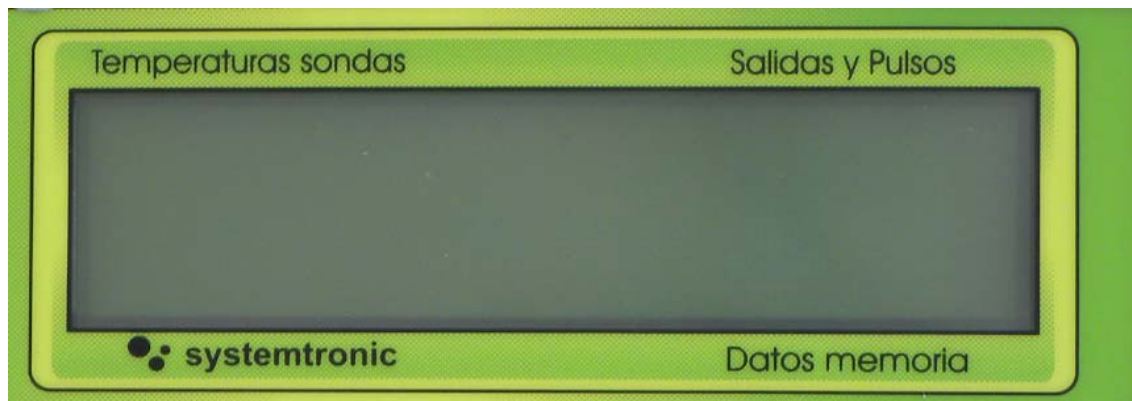 Temperaturas sondas
Salidas y Pulsos
systemtronic
Datos memoria